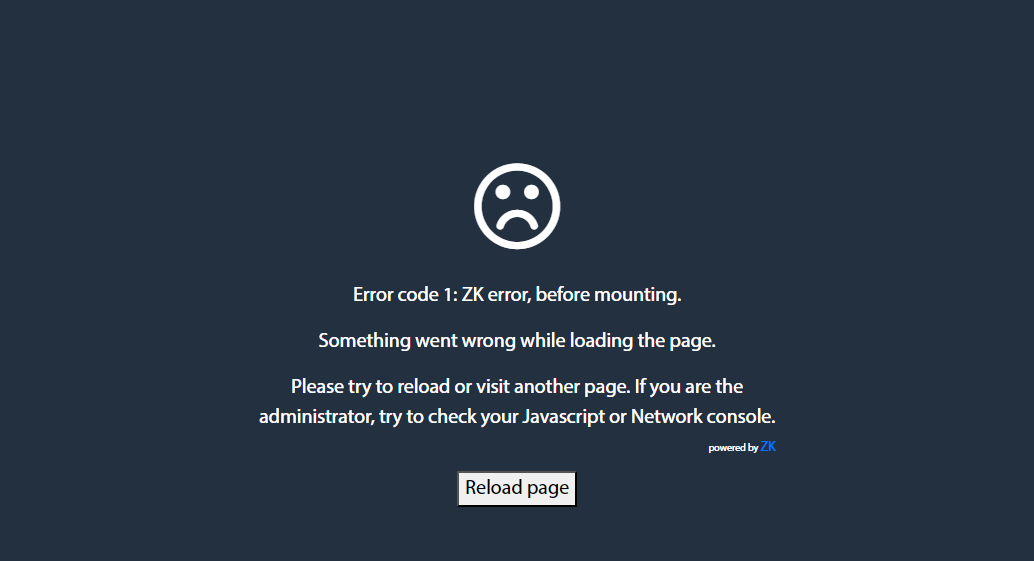 Error code 1: ZK error, before mounting.
Something went wrong while loading the page.
Please try to reload or visit another page. If you are the
administrator, try to check your Javascript or Network console.
powered by ZK
Reload page